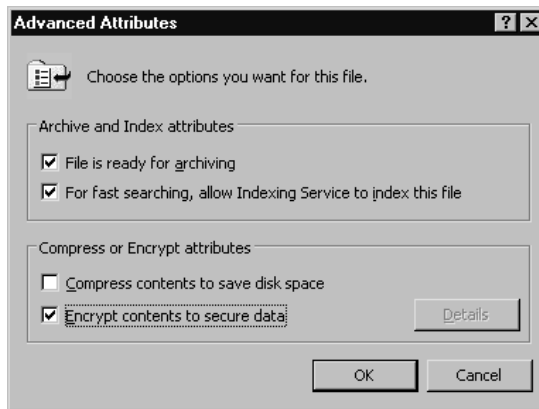 Advanced Attributes
Choose the options you want for this file.
Archive and Index attributes
File is ready for archiving
For fast searching, allow Indexing Service to index this file
Compress or Encrypt attributes
Compress contents to save disk space
Encrypt contents to secure data
Details
OK Cancel